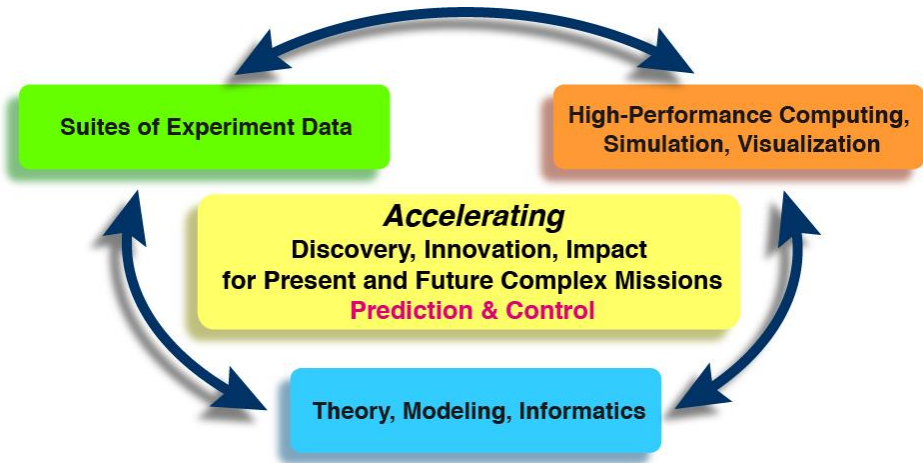 Suites of Experiment Data
High-Performance Computing,
Simulation, Visualization
Accelerating
Discovery, Innovation, Impact
for Present and Future Complex Missions
Prediction & Control
Theory, Modeling, Informatics